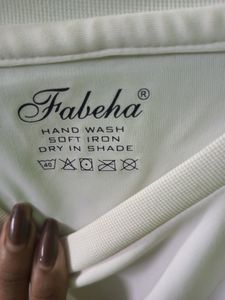 Fabeha®
HAND WASH
SOFT IRON
DRY IN SHADE
40